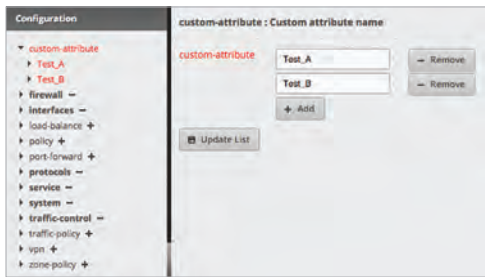 Configuration
custom-attribute
Test_A
Test_B
firewall −
interfaces −
load-balance +
policy +
port-forward +
protocols −
service −
system −
traffic-control −
traffic-policy +
vpn +
zone-policy +
custom-attribute : Custom attribute name
custom-attribute Test_A − Remove
Test_B − Remove
+ Add
Update List